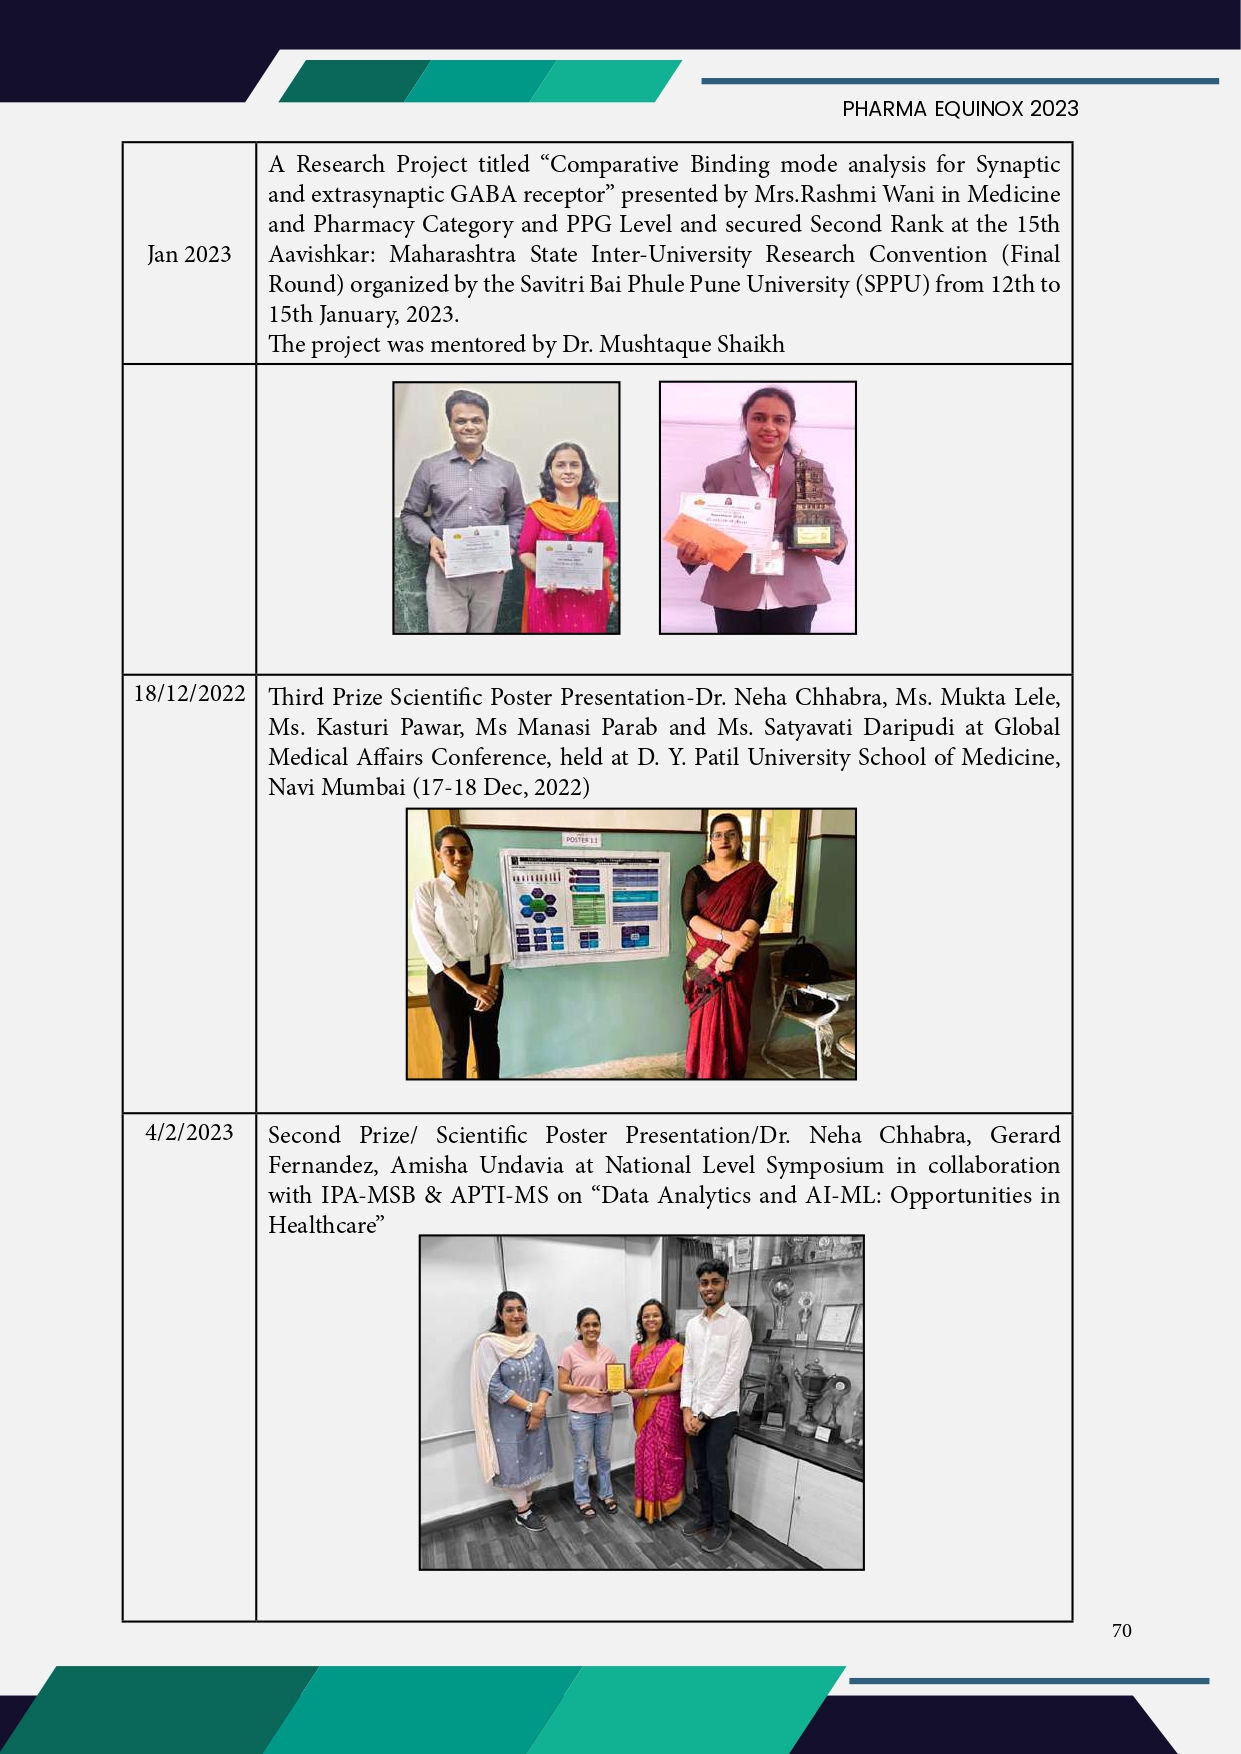 PHARMA EQUINOX 2023
Jan 2023
A Research Project titled “Comparative Binding mode analysis for Synaptic
and extrasynaptic GABA receptor” presented by Mrs.Rashmi Wani in Medicine
and Pharmacy Category and PPG Level and secured Second Rank at the 15th
Aavishkar: Maharashtra State Inter-University Research Convention (Final
Round) organized by the Savitri Bai Phule Pune University (SPPU) from 12th to
15th January, 2023.
The project was mentored by Dr. Mushtaque Shaikh
18/12/2022
Third Prize Scientific Poster Presentation-Dr. Neha Chhabra, Ms. Mukta Lele,
Ms. Kasturi Pawar, Ms Manasi Parab and Ms. Satyavati Daripudi at Global
Medical Affairs Conference, held at D. Y. Patil University School of Medicine,
Navi Mumbai (17-18 Dec, 2022)
POSTER 11
4/2/2023
Second Prize/ Scientific Poster Presentation/Dr. Neha Chhabra, Gerard
Fernandez, Amisha Undavia at National Level Symposium in collaboration
with IPA-MSB & APTI-MS on “Data Analytics and AI-ML: Opportunities in
Healthcare”
70